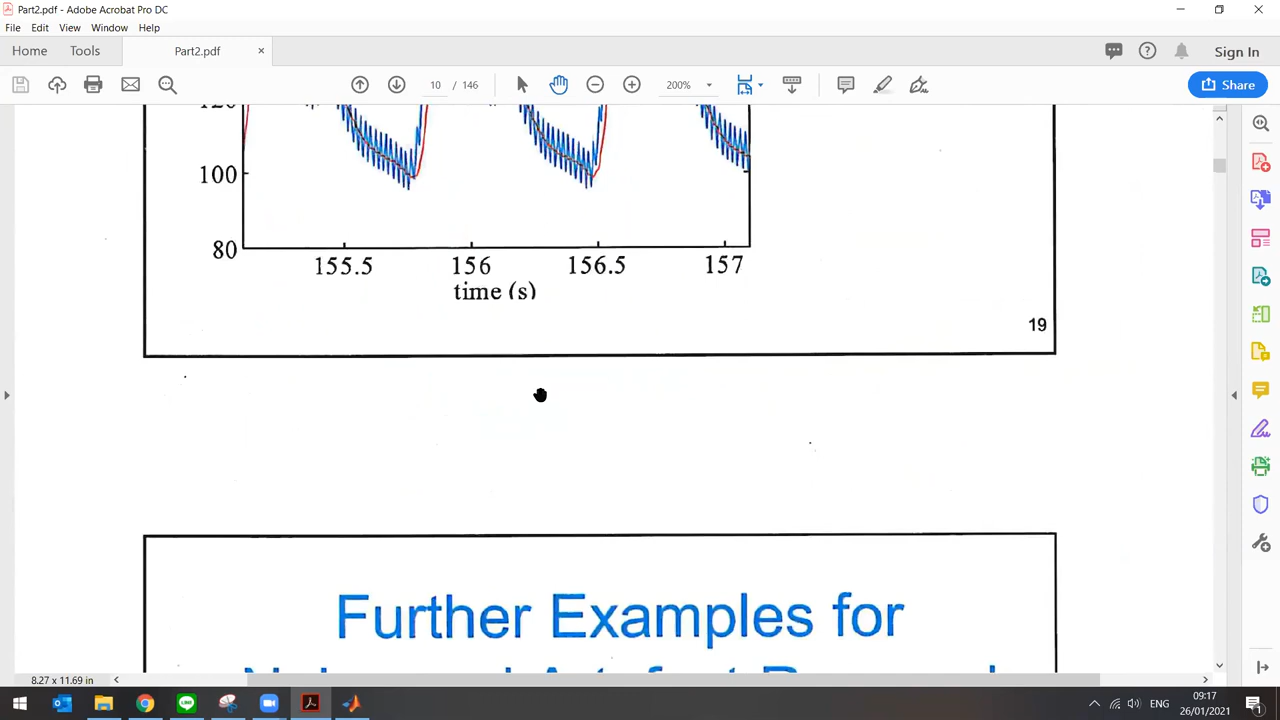 Part2.pdf - Adobe Acrobat Pro DC
File Edit View Window Help
Home Tools Part2.pdf × Sign In
10 / 146 200% Share
100
80
155.5 156 156.5 157
time (s)
19
Further Examples for
8.27 x 11.69 in
09:17
ENG
26/01/2021